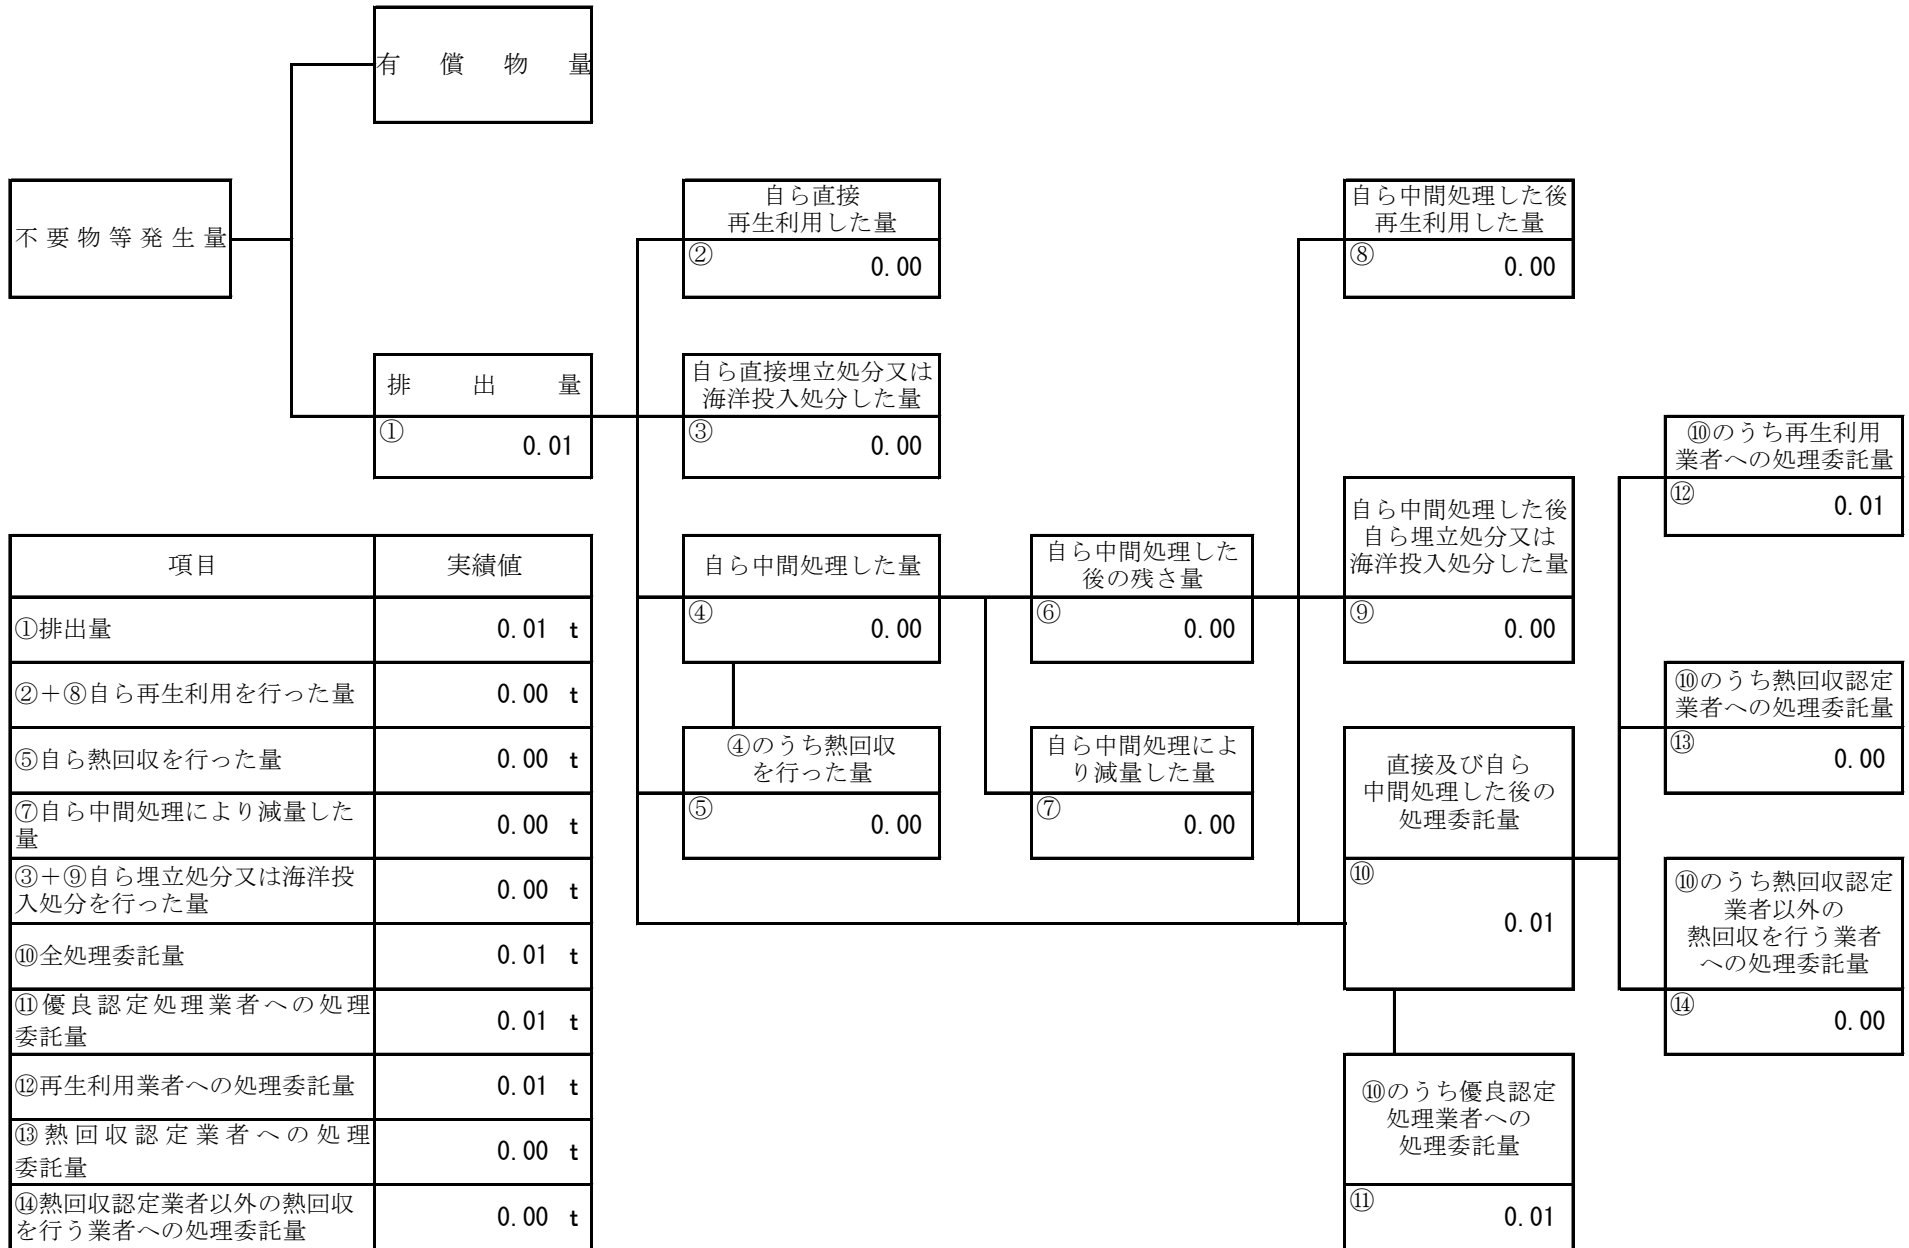 有償物量
不要物等発生量
排出量
①
0.01
自ら直接
再生利用した量
②
0.00
自ら直接埋立処分又は
海洋投入処分した量
③
0.00
自ら中間処理した量
④
0.00
④のうち熱回収
を行った量
⑤
0.00
自ら中間処理した
後の残さ量
⑥
0.00
自ら中間処理によ
り減量した量
⑦
0.00
自ら中間処理した後
再生利用した量
⑧
0.00
自ら中間処理した後
自ら埋立処分又は
海洋投入処分した量
⑨
0.00
直接及び自ら
中間処理した後の
処理委託量
⑩
0.01
⑩のうち優良認定
処理業者への
処理委託量
⑪
0.01
⑩のうち再生利用
業者への処理委託量
⑫
0.01
⑩のうち熱回収認定
業者への処理委託量
⑬
0.00
⑩のうち熱回収認定
業者以外の
熱回収を行う業者
への処理委託量
⑭
0.00
項目 実績値
①排出量 0.01 t
②＋⑧自ら再生利用を行った量 0.00 t
⑤自ら熱回収を行った量 0.00 t
⑦自ら中間処理により減量した
量 0.00 t
③＋⑨自ら埋立処分又は海洋投
入処分を行った量 0.00 t
⑩全処理委託量 0.01 t
⑪優良認定処理業者への処理
委託量 0.01 t
⑫再生利用業者への処理委託量 0.01 t
⑬熱回収認定業者への処理
委託量 0.00 t
⑭熱回収認定業者以外の熱回収
を行う業者への処理委託量 0.00 t